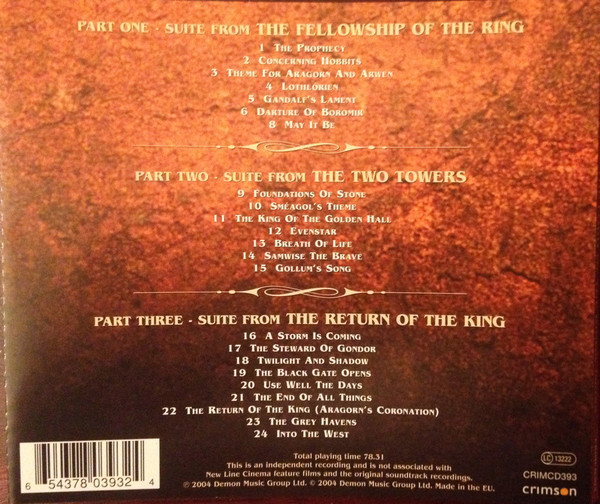 PART ONE - SUITE FROM THE FELLOWSHIP OF THE RING
1 THE PROPHECY
2 CONCERNING HOBBITS
3 THEME FOR ARAGORN AND ARWEN
4 LOTHLORIEN
5 GANDALF'S LAMENT
6 DARTURE OF BOROMIR
8 MAY IT BE
PART TWO - SUITE FROM THE TWO TOWERS
9 FOUNDATIONS OF STONE
10 SMÉAGOL'S THEME
11 THE KING OF THE GOLDEN HALL
12 EVENSTAR
13 BREATH OF LIFE
14 SAMWISE THE BRAVE
15 GOLLUM'S SONG
PART THREE - SUITE FROM THE RETURN OF THE KING
16 A STORM IS COMING
17 THE STEWARD OF GONDOR
18 TWILIGHT AND SHADOW
19 THE BLACK GATE OPENS
20 USE WELL THE DAYS
21 THE END OF ALL THINGS
22 THE RETURN OF THE KING (ARAGORN'S CORONATION)
23 THE GREY HAVENS
24 INTO THE WEST
Total playing time 78.31
This is an independent recording and is not associated with
New Line Cinema feature films and the original soundtrack recordings.
℗ 2004 Demon Music Group Ltd. © 2004 Demon Music Group Ltd. Made in the EU.
6 54378 03932 4
LC 13222
CRIMCD393
crimson